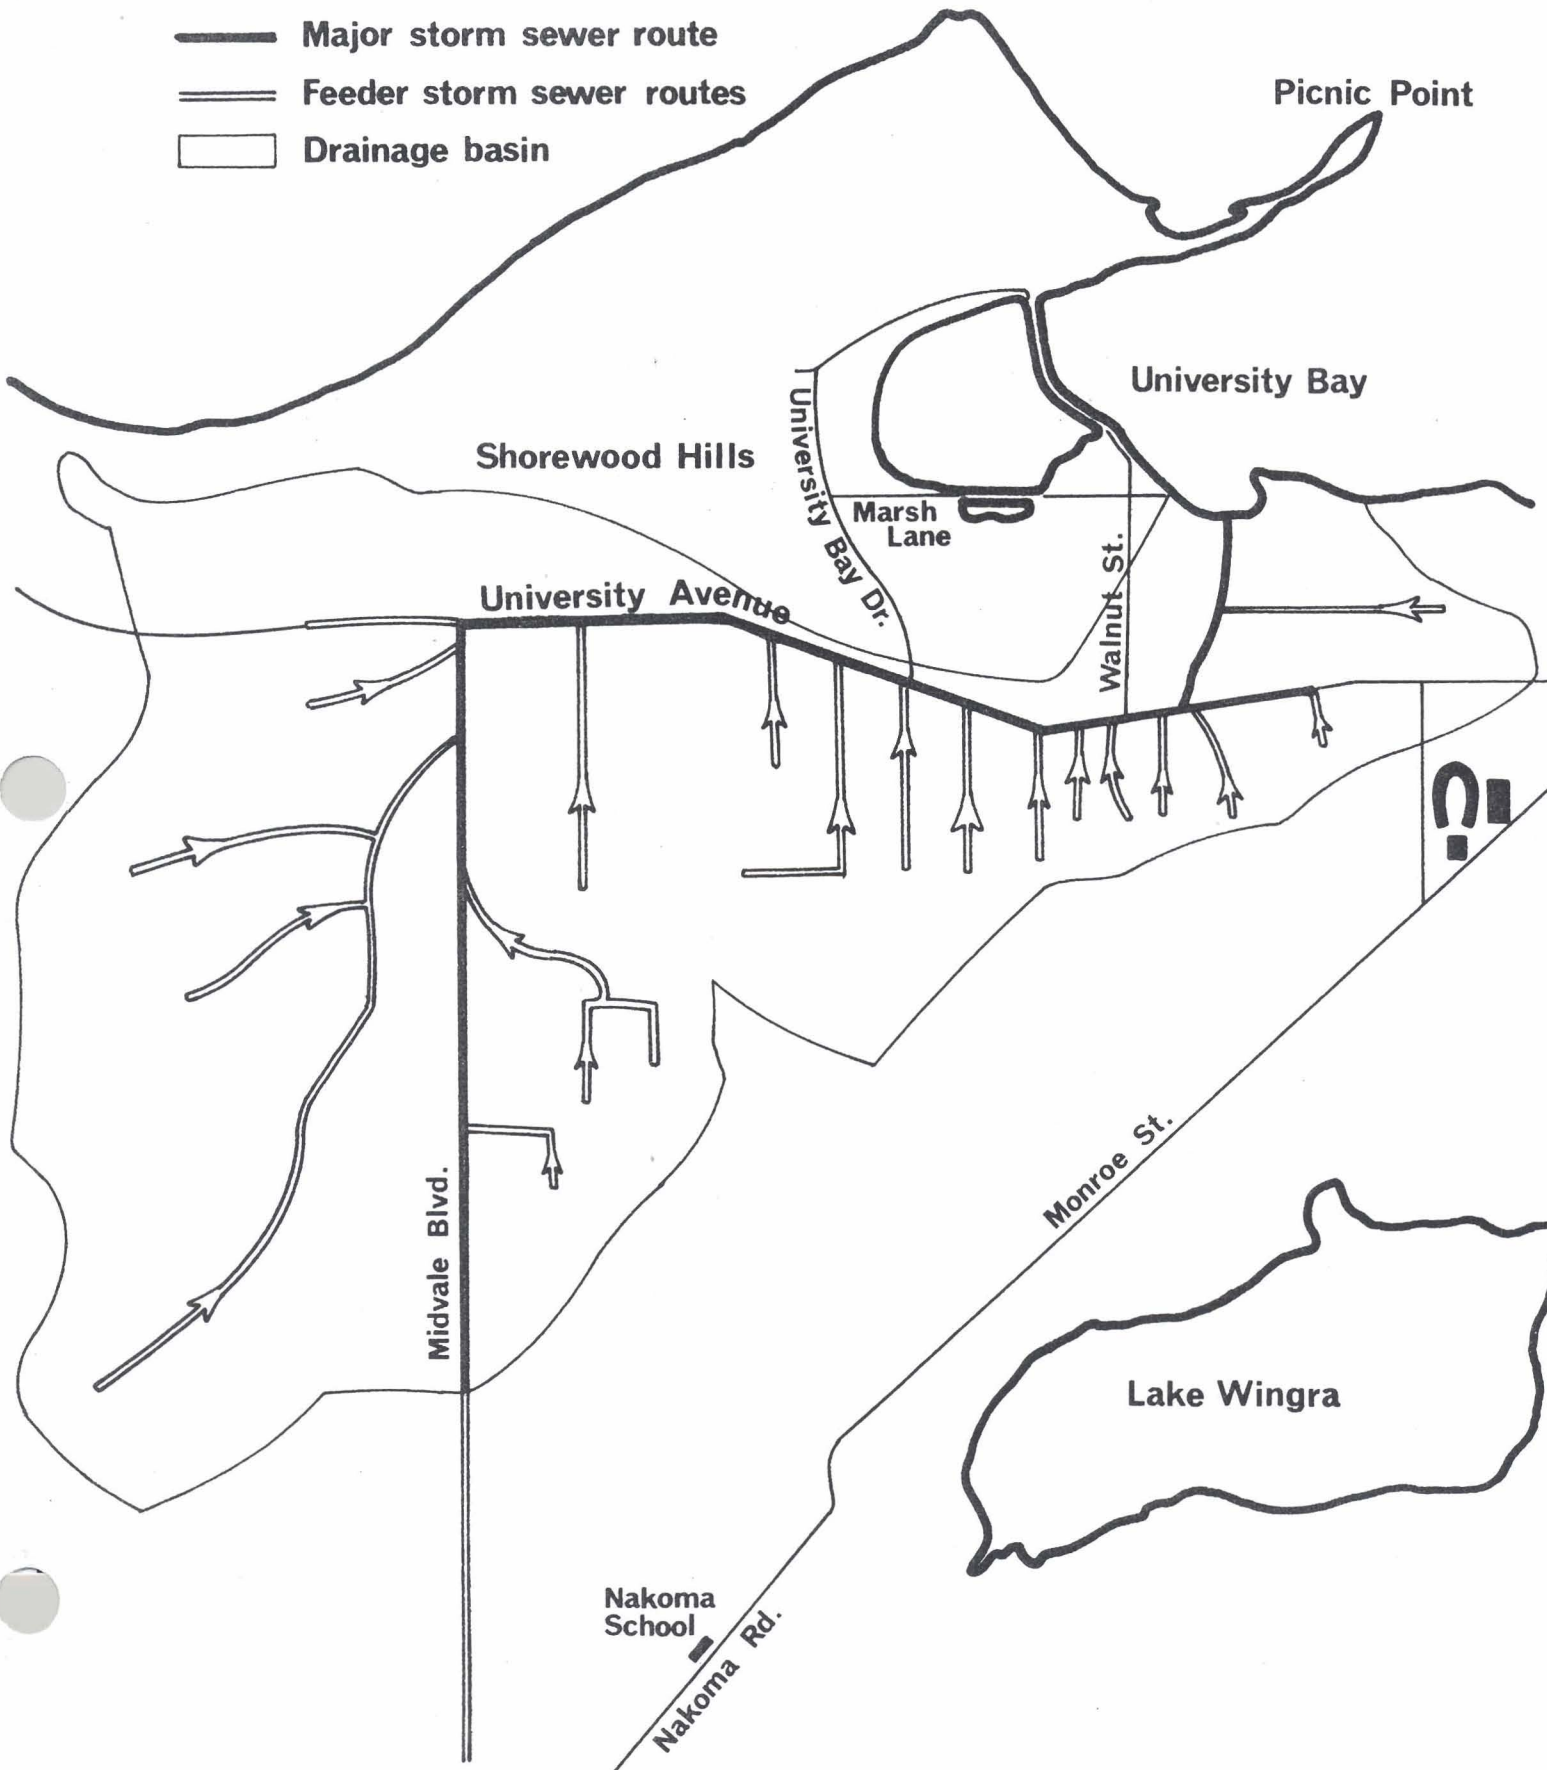 Major storm sewer route
Feeder storm sewer routes
Drainage basin
Picnic Point
University Bay
Shorewood Hills
University Bay Dr.
Marsh
Lane
University Avenue
Walnut St.
Midvale Blvd.
Monroe St.
Lake Wingra
Nakoma
School
Nakoma Rd.